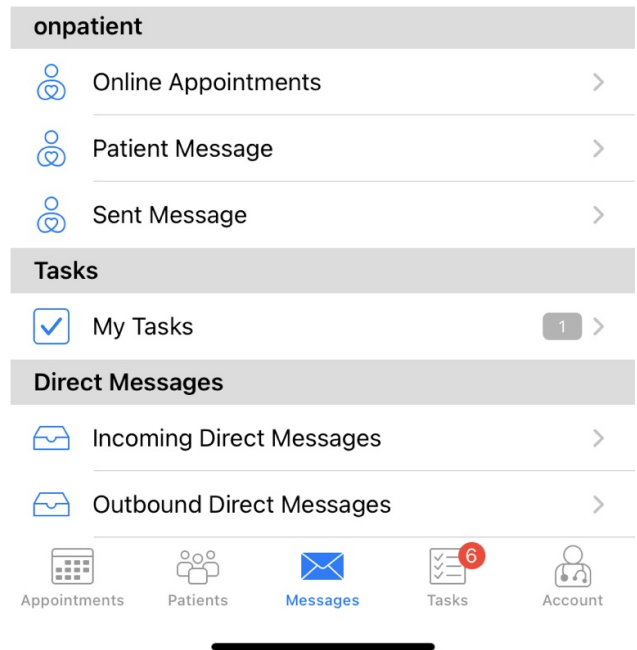 onpatient
Online Appointments
Patient Message
Sent Message
Tasks
My Tasks 1
Direct Messages
Incoming Direct Messages
Outbound Direct Messages
6
Appointments Patients Messages Tasks Account